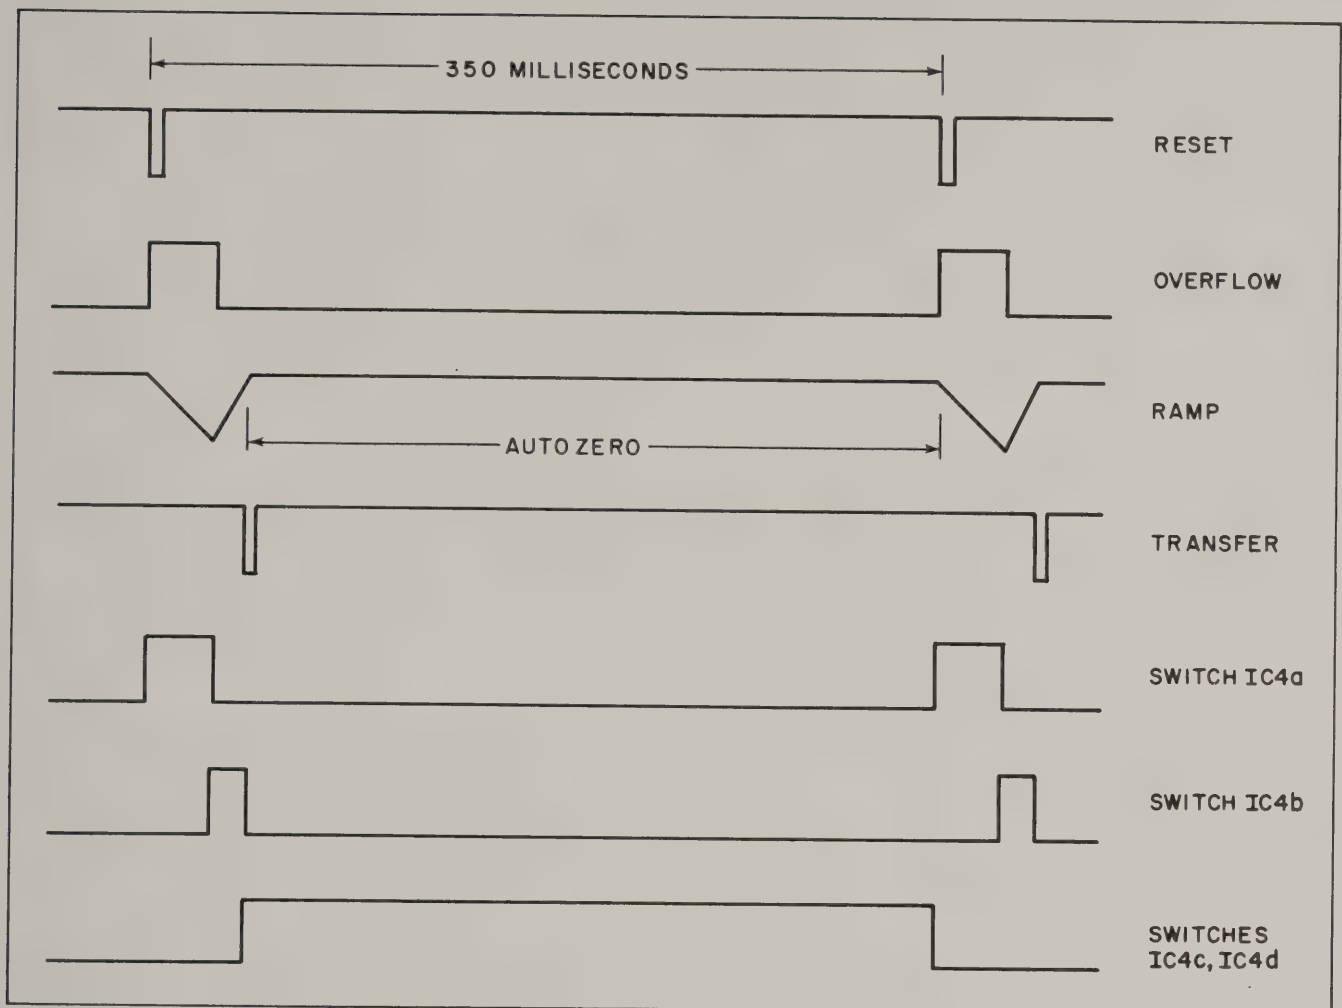 350 MILLISECONDS
RESET
OVERFLOW
RAMP
AUTO ZERO
TRANSFER
SWITCH IC4a
SWITCH IC4b
SWITCHES
IC4c, IC4d